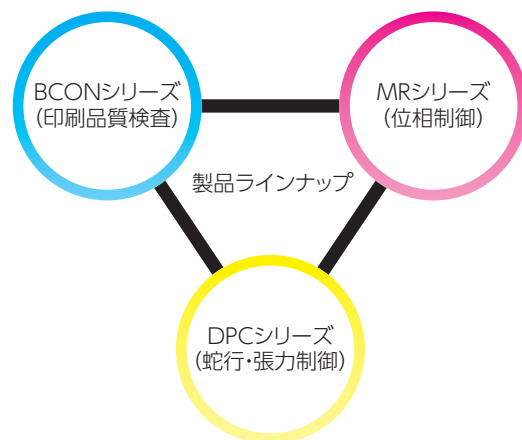 BCONシリーズ
(印刷品質検査)
MRシリーズ
(位相制御)
製品ラインナップ
DPCシリーズ
(蛇行・張力制御)